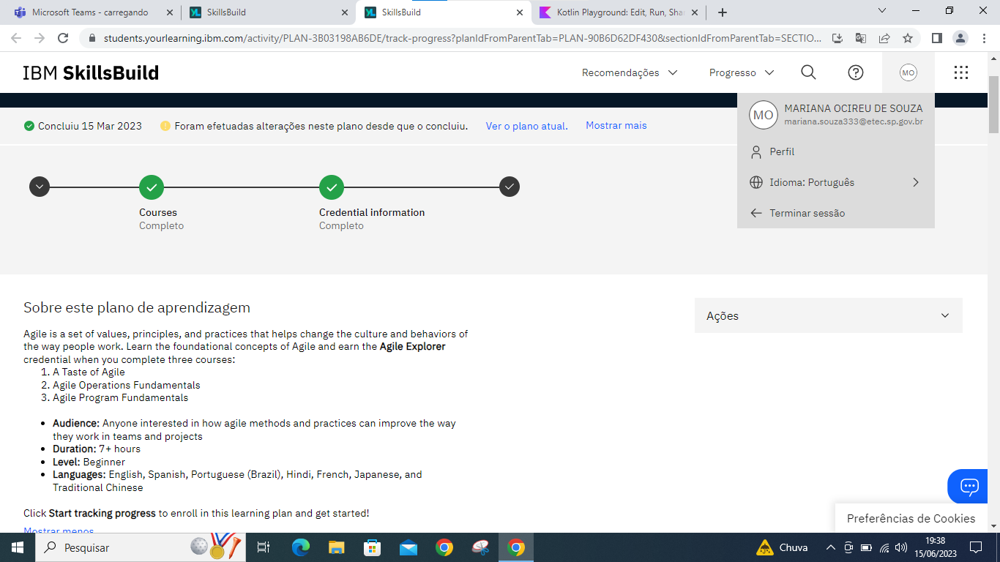 Microsoft Teams - carregando
SkillsBuild
SkillsBuild
Kotlin Playground: Edit, Run, Shar
students.yourlearning.ibm.com/activity/PLAN-3B03198AB6DE/track-progress?planIdFromParentTab=PLAN-90B6D62DF430&sectionIdFromParentTab=SECTIO...
IBM SkillsBuild
Recomendações
Progresso
MO
MO
MARIANA OCIREU DE SOUZA
mariana.souza333@etec.sp.gov.br
Perfil
Idioma: Português
Terminar sessão
Concluiu 15 Mar 2023
Foram efetuadas alterações neste plano desde que o concluiu.
Ver o plano atual.
Mostrar mais
Courses
Completo
Credential information
Completo
Sobre este plano de aprendizagem
Ações
Agile is a set of values, principles, and practices that helps change the culture and behaviors of
the way people work. Learn the foundational concepts of Agile and earn the Agile Explorer
credential when you complete three courses:
1. A Taste of Agile
2. Agile Operations Fundamentals
3. Agile Program Fundamentals
• Audience: Anyone interested in how agile methods and practices can improve the way
they work in teams and projects
• Duration: 7+ hours
• Level: Beginner
• Languages: English, Spanish, Portuguese (Brazil), Hindi, French, Japanese, and
Traditional Chinese
Click Start tracking progress to enroll in this learning plan and get started!
Mostrar menos
Preferências de Cookies
Pesquisar
Chuva
19:38
15/06/2023